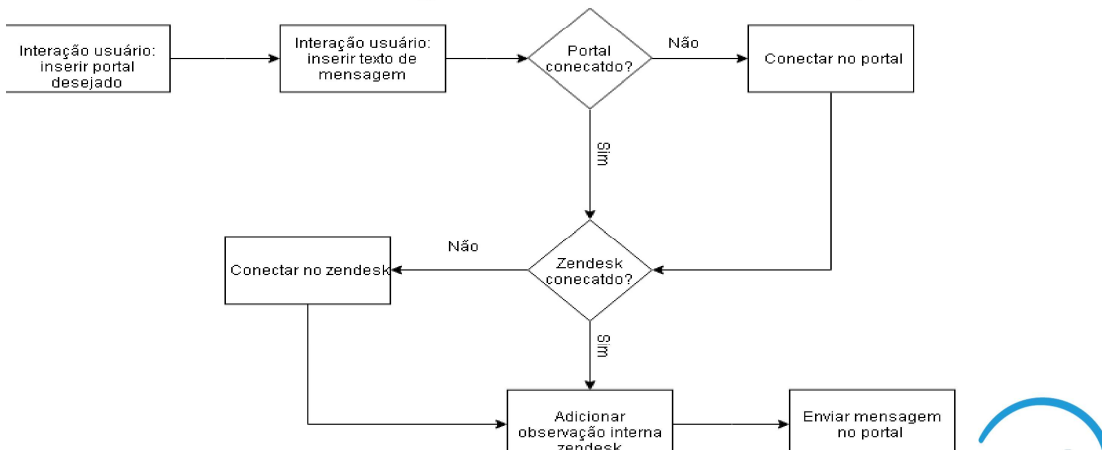 Interação usuário:
inserir portal
desejado
Interação usuário:
inserir texto de
mensagem
Portal
conecatdo?
Não
Conectar no portal
Sim
Conectar no zendesk
Não
Zendesk
conecatdo?
Sim
Adicionar
observação interna
zendesk
Enviar mensagem
no portal